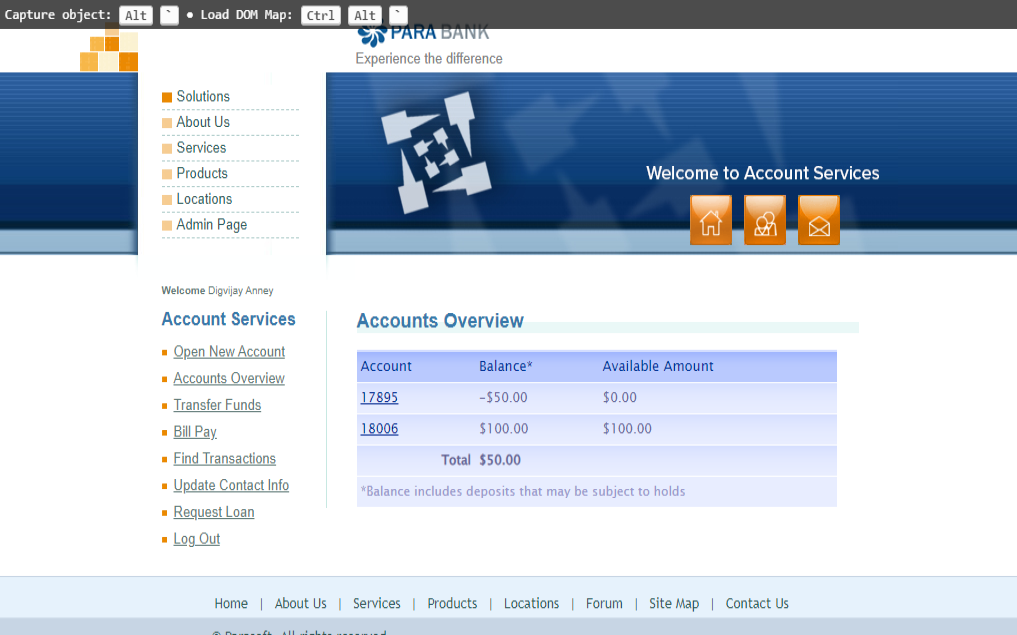 Capture object: Alt ` • Load DOM Map: Ctrl Alt `
PARA BANK
Experience the difference
Solutions
About Us
Services
Products
Locations
Admin Page
Welcome to Account Services
Welcome Digvijay Anney
Account Services
Open New Account
Accounts Overview
Transfer Funds
Bill Pay
Find Transactions
Update Contact Info
Request Loan
Log Out
Accounts Overview
Account Balance* Available Amount
17895 -$50.00 $0.00
18006 $100.00 $100.00
Total $50.00
*Balance includes deposits that may be subject to holds
Home | About Us | Services | Products | Locations | Forum | Site Map | Contact Us
© Parasoft. All rights reserved.